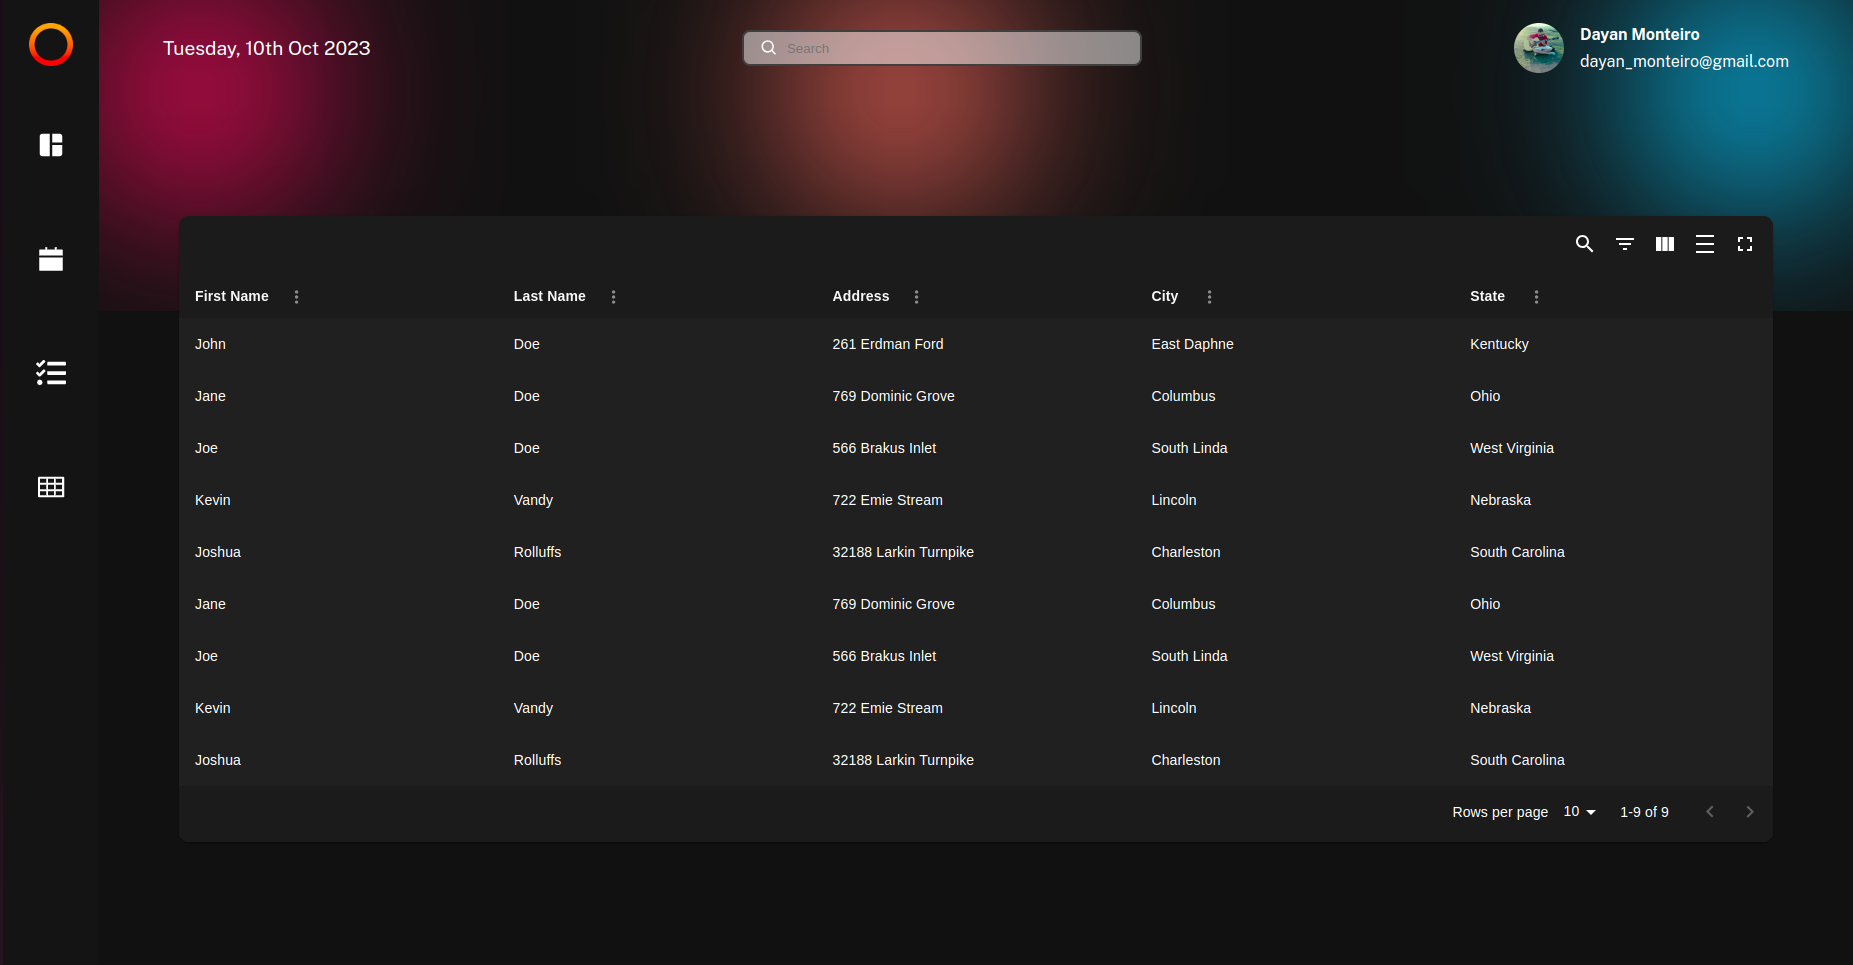 Tuesday, 10th Oct 2023
Search
Dayan Monteiro
dayan_monteiro@gmail.com
First Name Last Name Address City State
John Doe 261 Erdman Ford East Daphne Kentucky
Jane Doe 769 Dominic Grove Columbus Ohio
Joe Doe 566 Brakus Inlet South Linda West Virginia
Kevin Vandy 722 Emie Stream Lincoln Nebraska
Joshua Rolluffs 32188 Larkin Turnpike Charleston South Carolina
Jane Doe 769 Dominic Grove Columbus Ohio
Joe Doe 566 Brakus Inlet South Linda West Virginia
Kevin Vandy 722 Emie Stream Lincoln Nebraska
Joshua Rolluffs 32188 Larkin Turnpike Charleston South Carolina
Rows per page 10 1-9 of 9